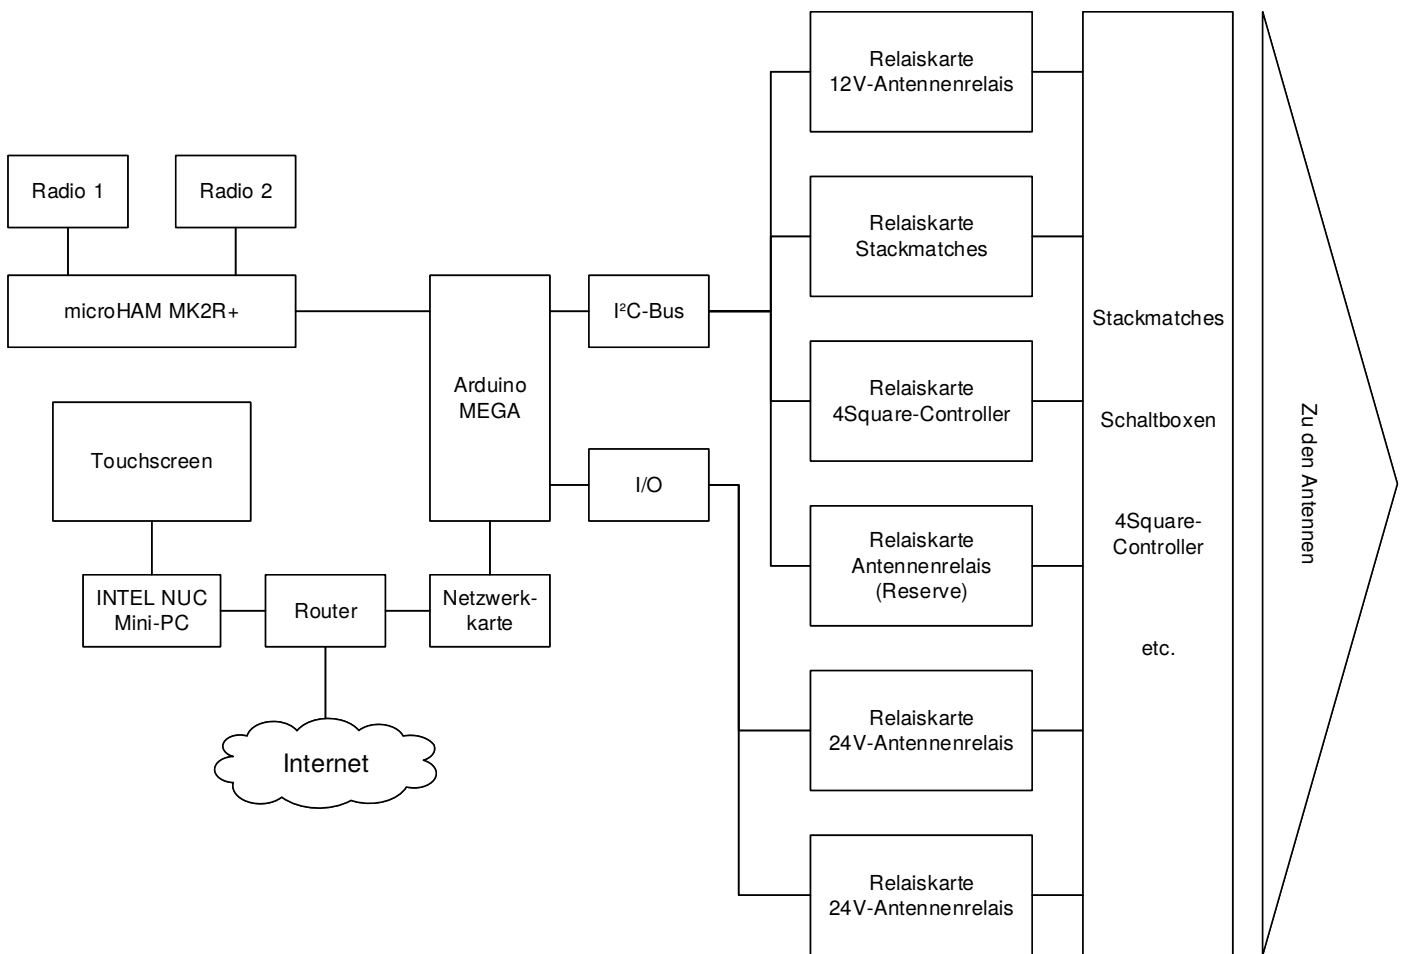 Relaiskarte
12V-Antennenrelais
Radio 1
Radio 2
Relaiskarte
Stackmatches
microHAM MK2R+
Arduino
MEGA
I²C-Bus
Stackmatches
Relaiskarte
4Square-Controller
Schaltboxen
Zu den Antennen
Touchscreen
I/O
4Square-
Controller
Relaiskarte
Antennenrelais
(Reserve)
INTEL NUC
Mini-PC
Router
Netzwerk-
karte
etc.
Relaiskarte
24V-Antennenrelais
Internet
Relaiskarte
24V-Antennenrelais